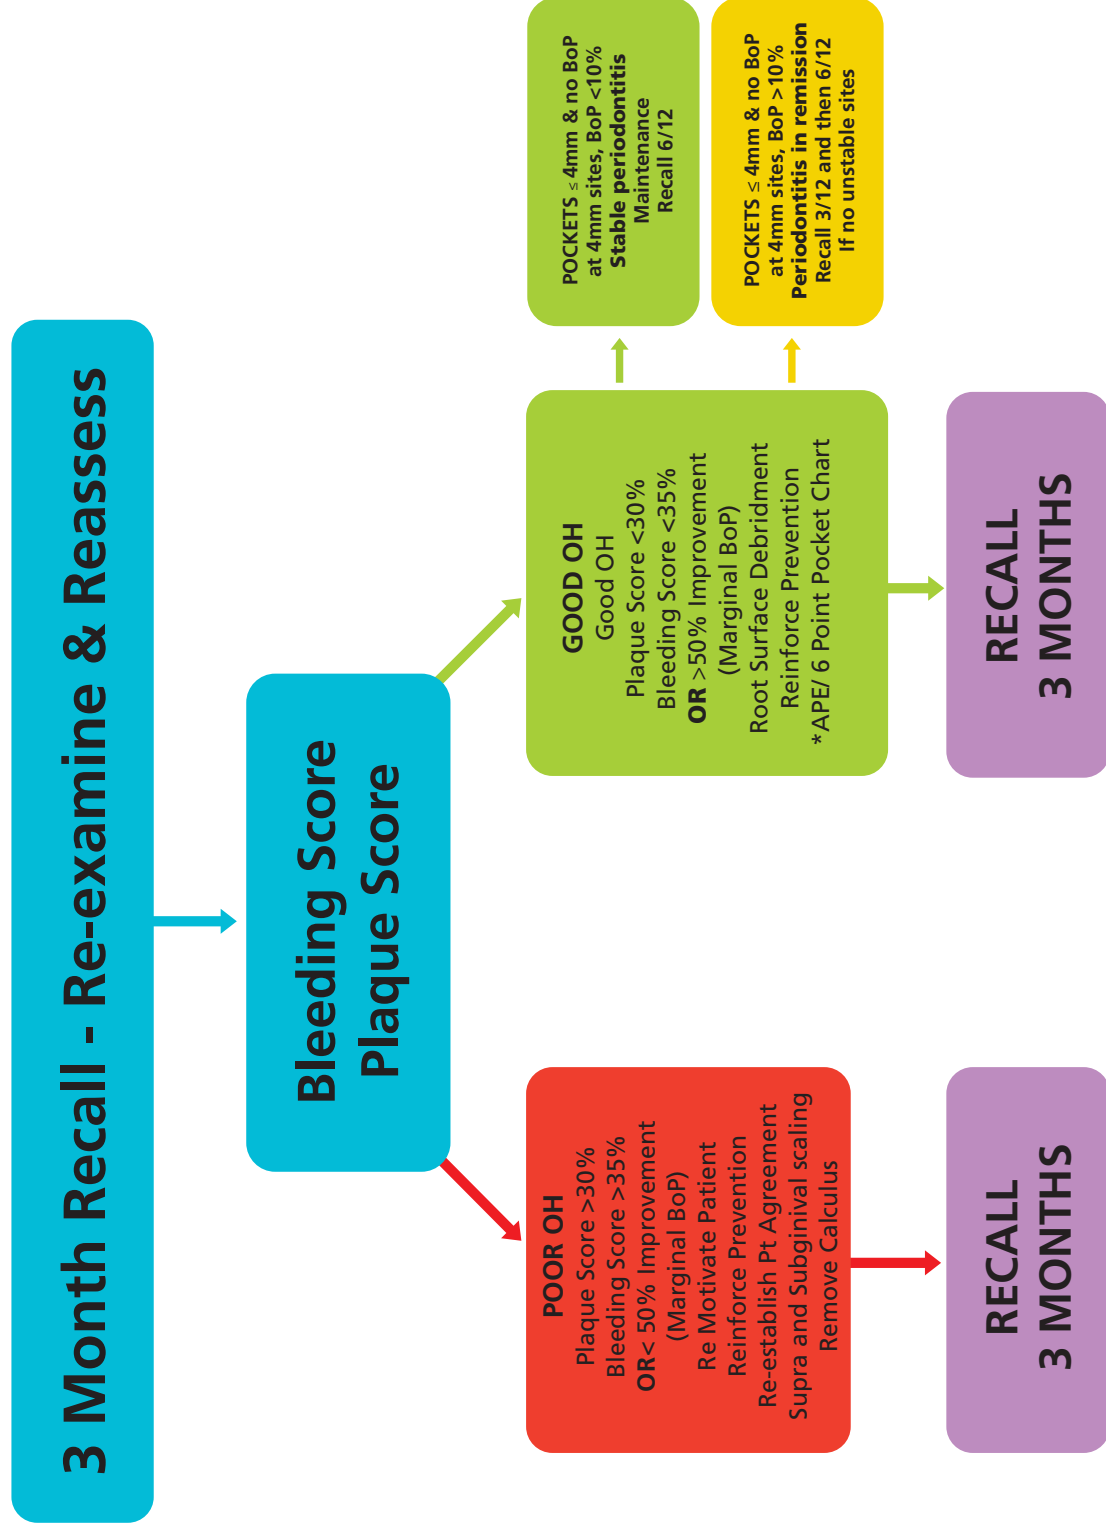 3 Month Recall - Re-examine & Reassess
Bleeding Score
Plaque Score
POOR OH
Plaque Score >30%
Bleeding Score >35%
OR< 50% Improvement
(Marginal BoP)
Re Motivate Patient
Reinforce Prevention
Re-establish Pt Agreement
Supra and Subginival scaling
Remove Calculus
RECALL
3 MONTHS
GOOD OH
Good OH
Plaque Score <30%
Bleeding Score <35%
OR >50% Improvement
(Marginal BoP)
Root Surface Debridment
Reinforce Prevention
*APE/ 6 Point Pocket Chart
RECALL
3 MONTHS
POCKETS ≤ 4mm & no BoP
at 4mm sites, BoP <10%
Stable periodontitis
Maintenance
Recall 6/12
POCKETS ≤ 4mm & no BoP
at 4mm sites, BoP >10%
Periodontitis in remission
Recall 3/12 and then 6/12
If no unstable sites